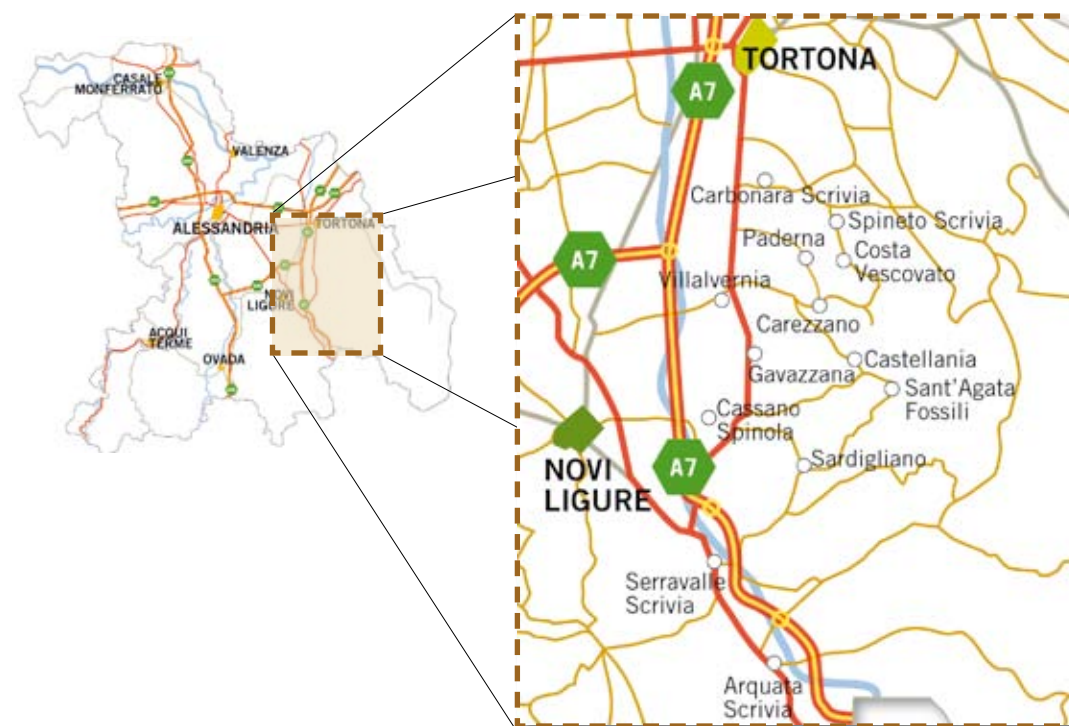 CASALE
MONFERRATO
VALENZA
ALESSANDRIA
TORTONA
NOVI
LIGURE
ACQUI
TERME
OVADA
TORTONA
A7
Carbonara Scrivia
Spineto Scrivia
Paderna
Costa
Vescovato
A7
Villalvernia
Carezzano
Castellania
Gavazzana
Sant'Agata
Fossili
Cassano
Spinola
Sardigliano
A7
NOVI
LIGURE
Serravalle
Scrivia
Arquata
Scrivia